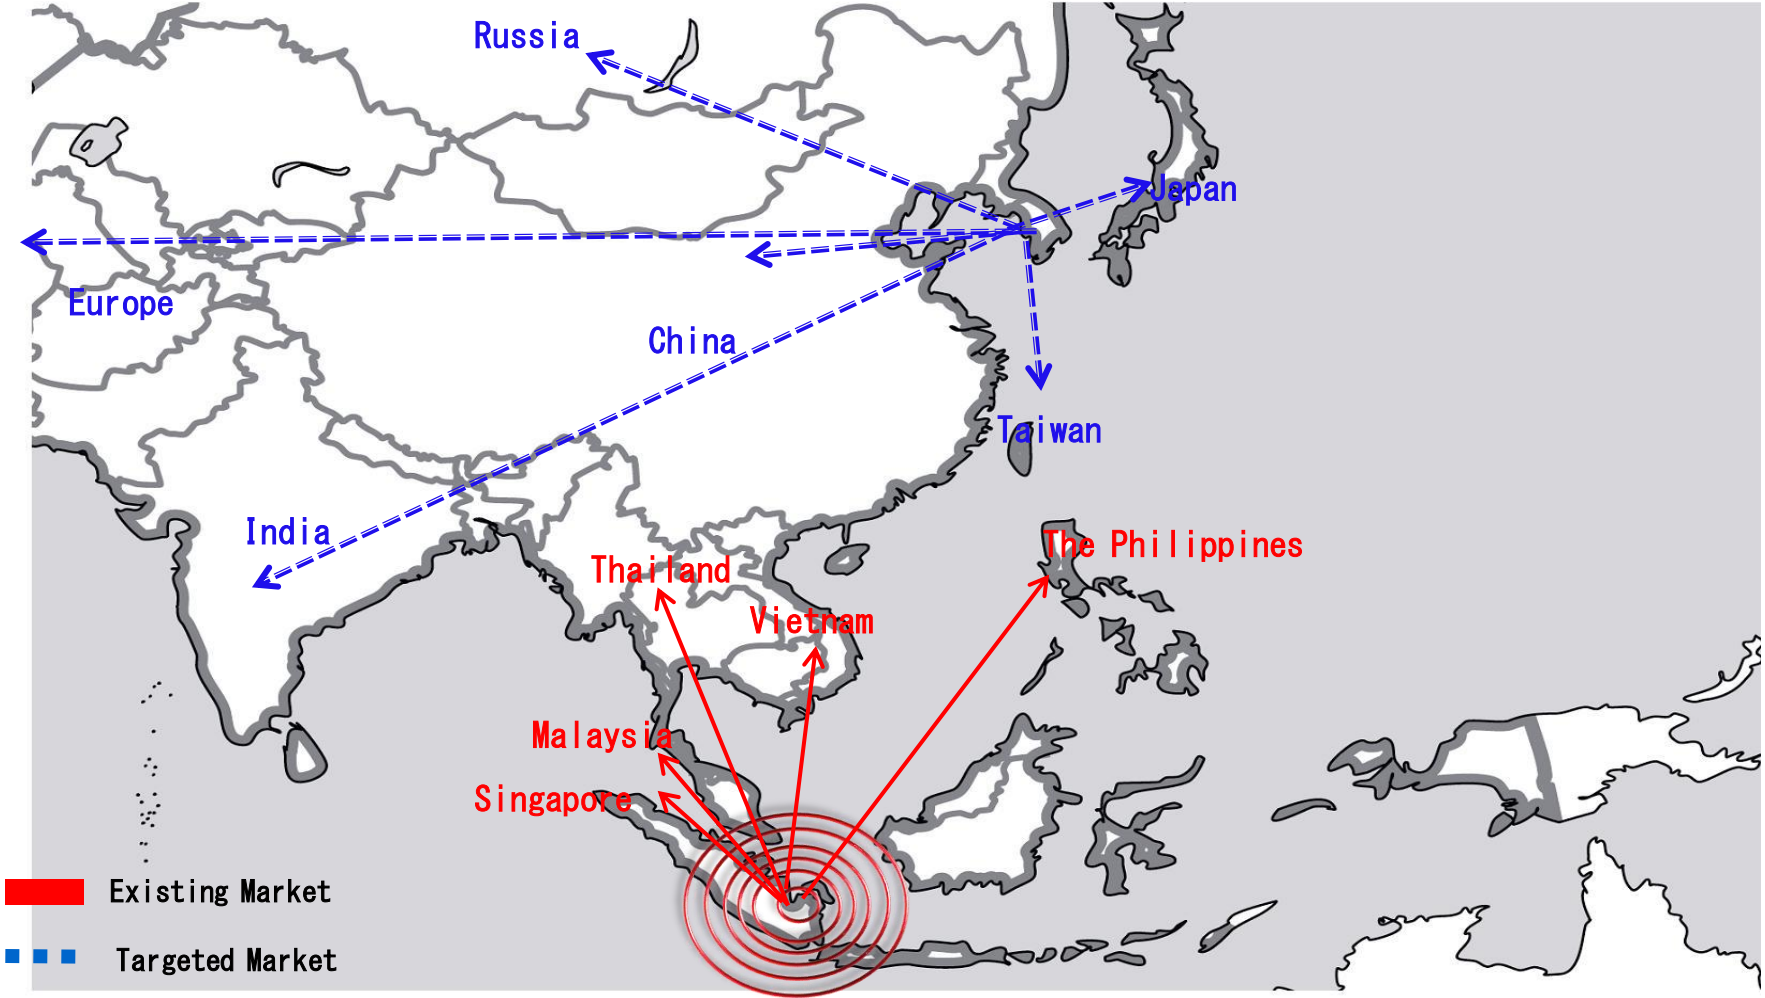 Russia
Japan
Europe
China
Taiwan
India
The Philippines
Thailand
Vietnam
Malaysia
Singapore
Existing Market
Targeted Market